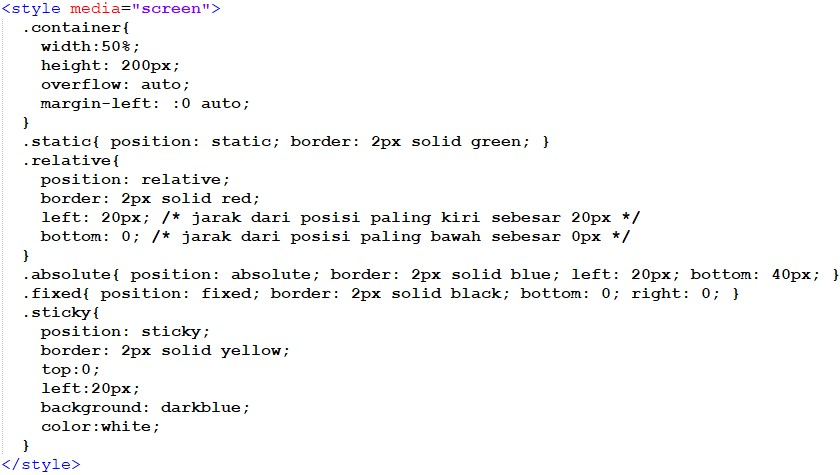 <style media="screen">
.container{
width:50%;
height: 200px;
overflow: auto;
margin-left: :0 auto;
}
.static{ position: static; border: 2px solid green; }
.relative{
position: relative;
border: 2px solid red;
left: 20px; /* jarak dari posisi paling kiri sebesar 20px */
bottom: 0; /* jarak dari posisi paling bawah sebesar 0px */
}
.absolute{ position: absolute; border: 2px solid blue; left: 20px; bottom: 40px; }
.fixed{ position: fixed; border: 2px solid black; bottom: 0; right: 0; }
.sticky{
position: sticky;
border: 2px solid yellow;
top:0;
left:20px;
background: darkblue;
color:white;
}
</style>